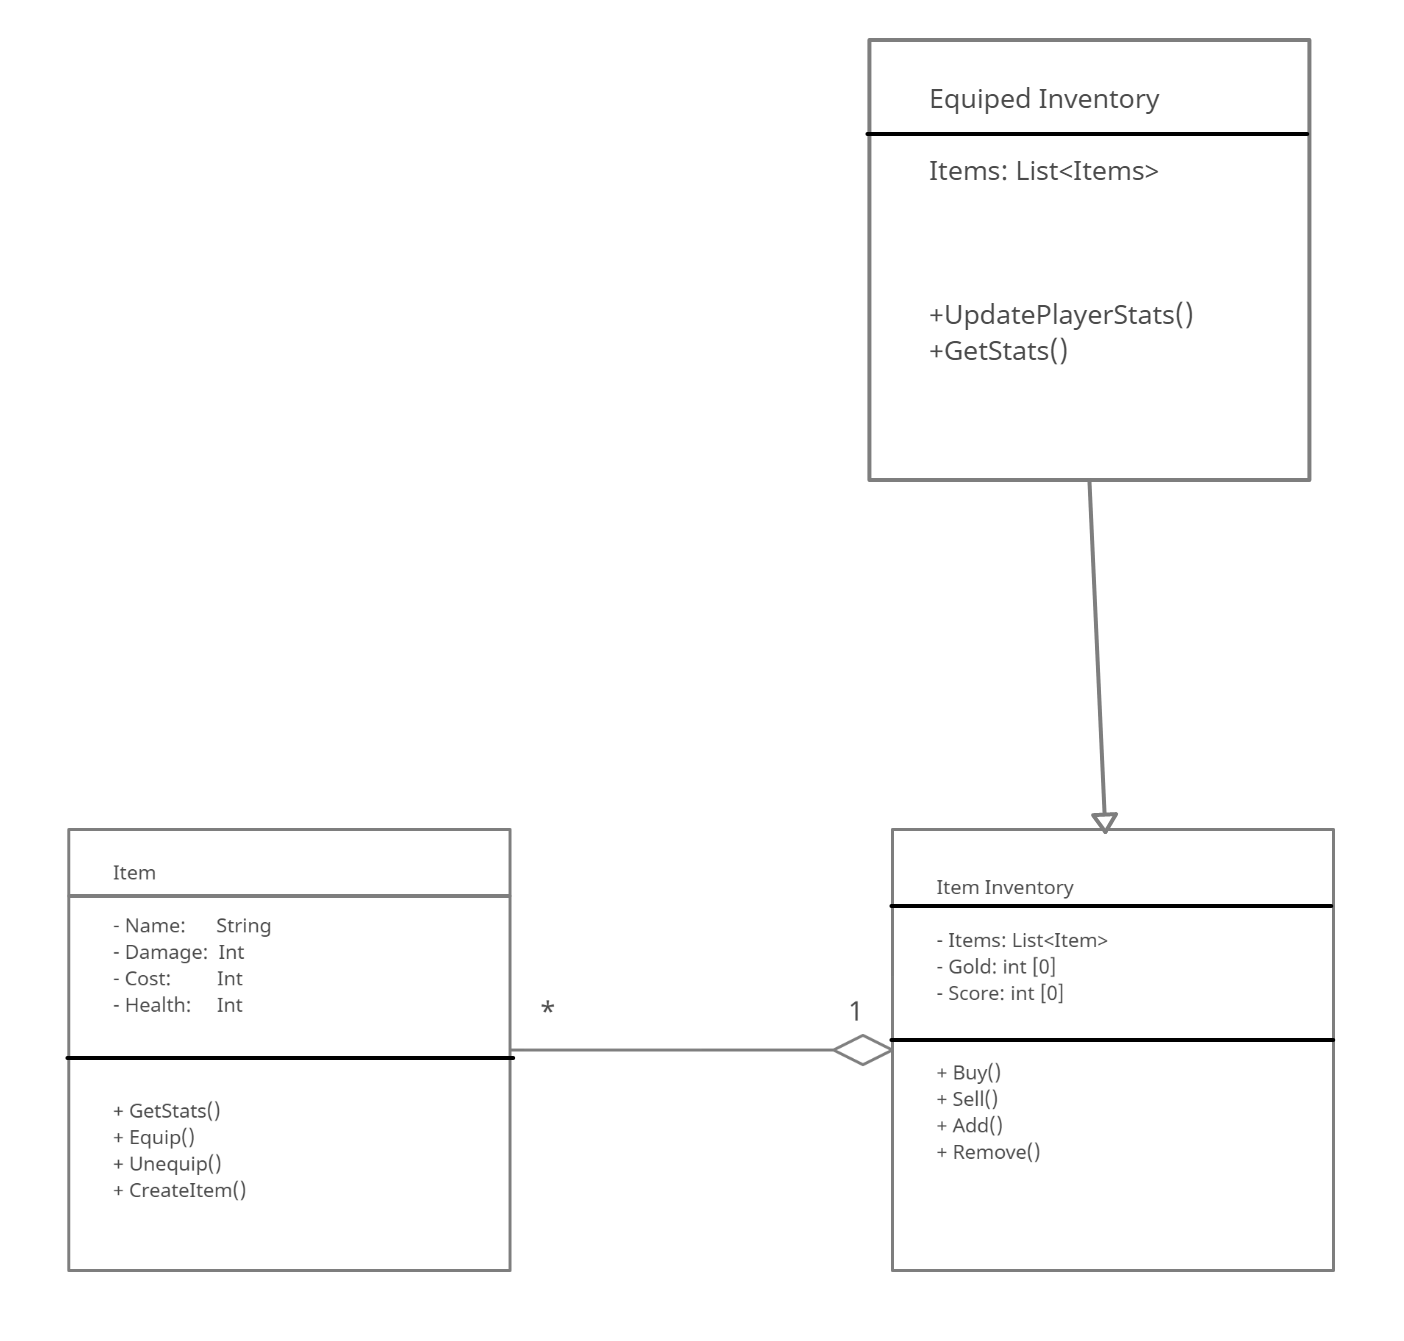 Equiped Inventory
Items: List<Items>
+UpdatePlayerStats()
+GetStats()
Item
- Name: String
- Damage: Int
- Cost: Int
- Health: Int
+ GetStats()
+ Equip()
+ Unequip()
+ CreateItem()
*
1
Item Inventory
- Items: List<Item>
- Gold: int [0]
- Score: int [0]
+ Buy()
+ Sell()
+ Add()
+ Remove()